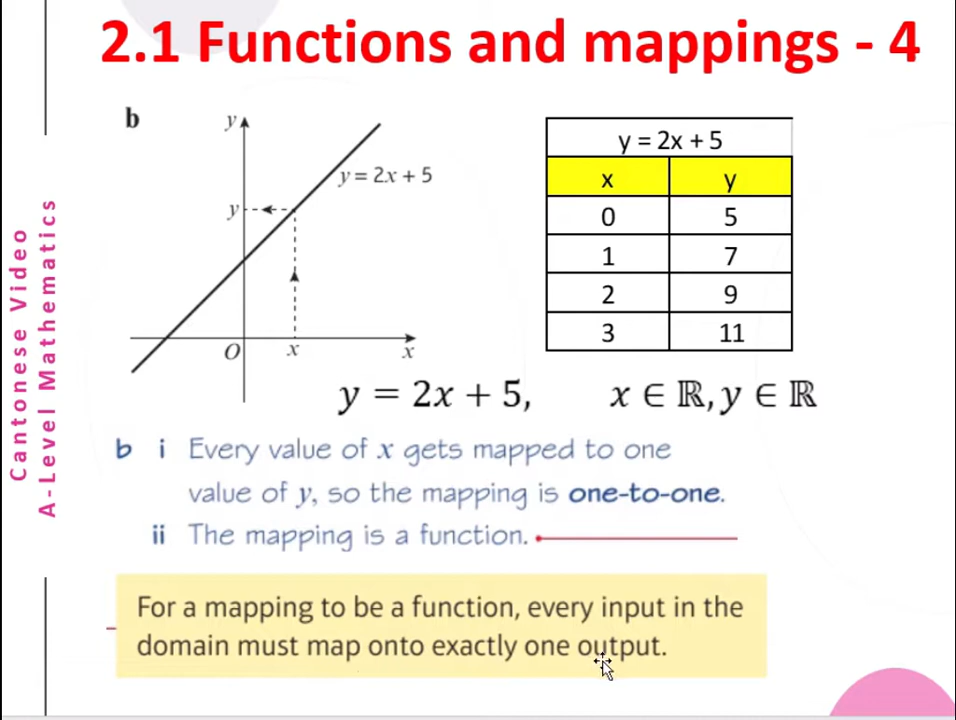 2.1 Functions and mappings - 4
Cantonese Video
A-Level Mathematics
b
y
y = 2x + 5
y
O
x
x
y = 2x + 5
x y
0 5
1 7
2 9
3 11
y = 2x + 5, x ∈ ℝ, y ∈ ℝ
b i Every value of x gets mapped to one
value of y, so the mapping is one-to-one.
ii The mapping is a function.
For a mapping to be a function, every input in the
domain must map onto exactly one output.